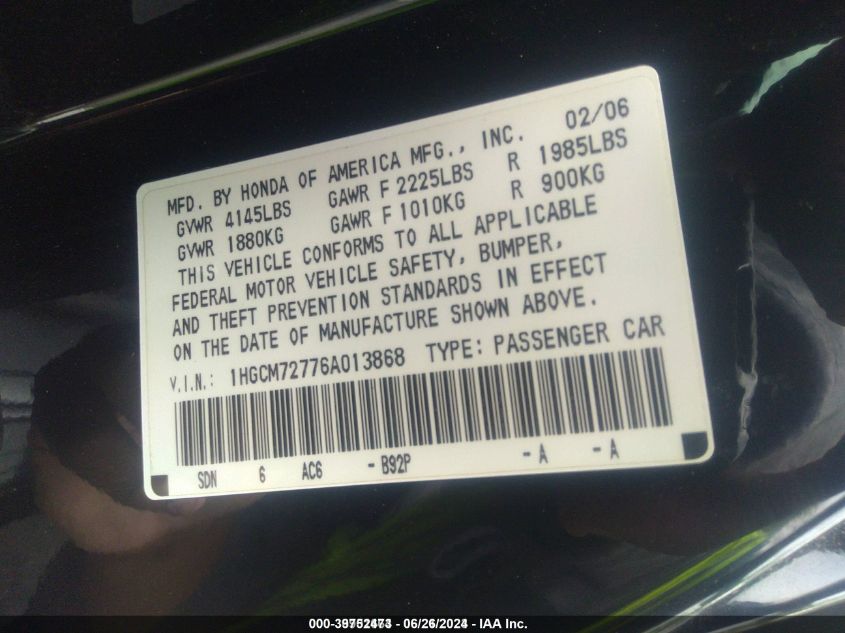 MFD. BY HONDA OF AMERICA MFG., INC. 02/06
GVWR 4145LBS GAWR F 2225LBS R 1985LBS
GVWR 1880KG GAWR F 1010KG R 900KG
THIS VEHICLE CONFORMS TO ALL APPLICABLE
FEDERAL MOTOR VEHICLE SAFETY, BUMPER,
AND THEFT PREVENTION STANDARDS IN EFFECT
ON THE DATE OF MANUFACTURE SHOWN ABOVE.
V.I.N.: 1HGCM72776A013868 TYPE: PASSENGER CAR
SDN 6 AC6 -B92P -A -A
06/26/2024 - IAA Inc.